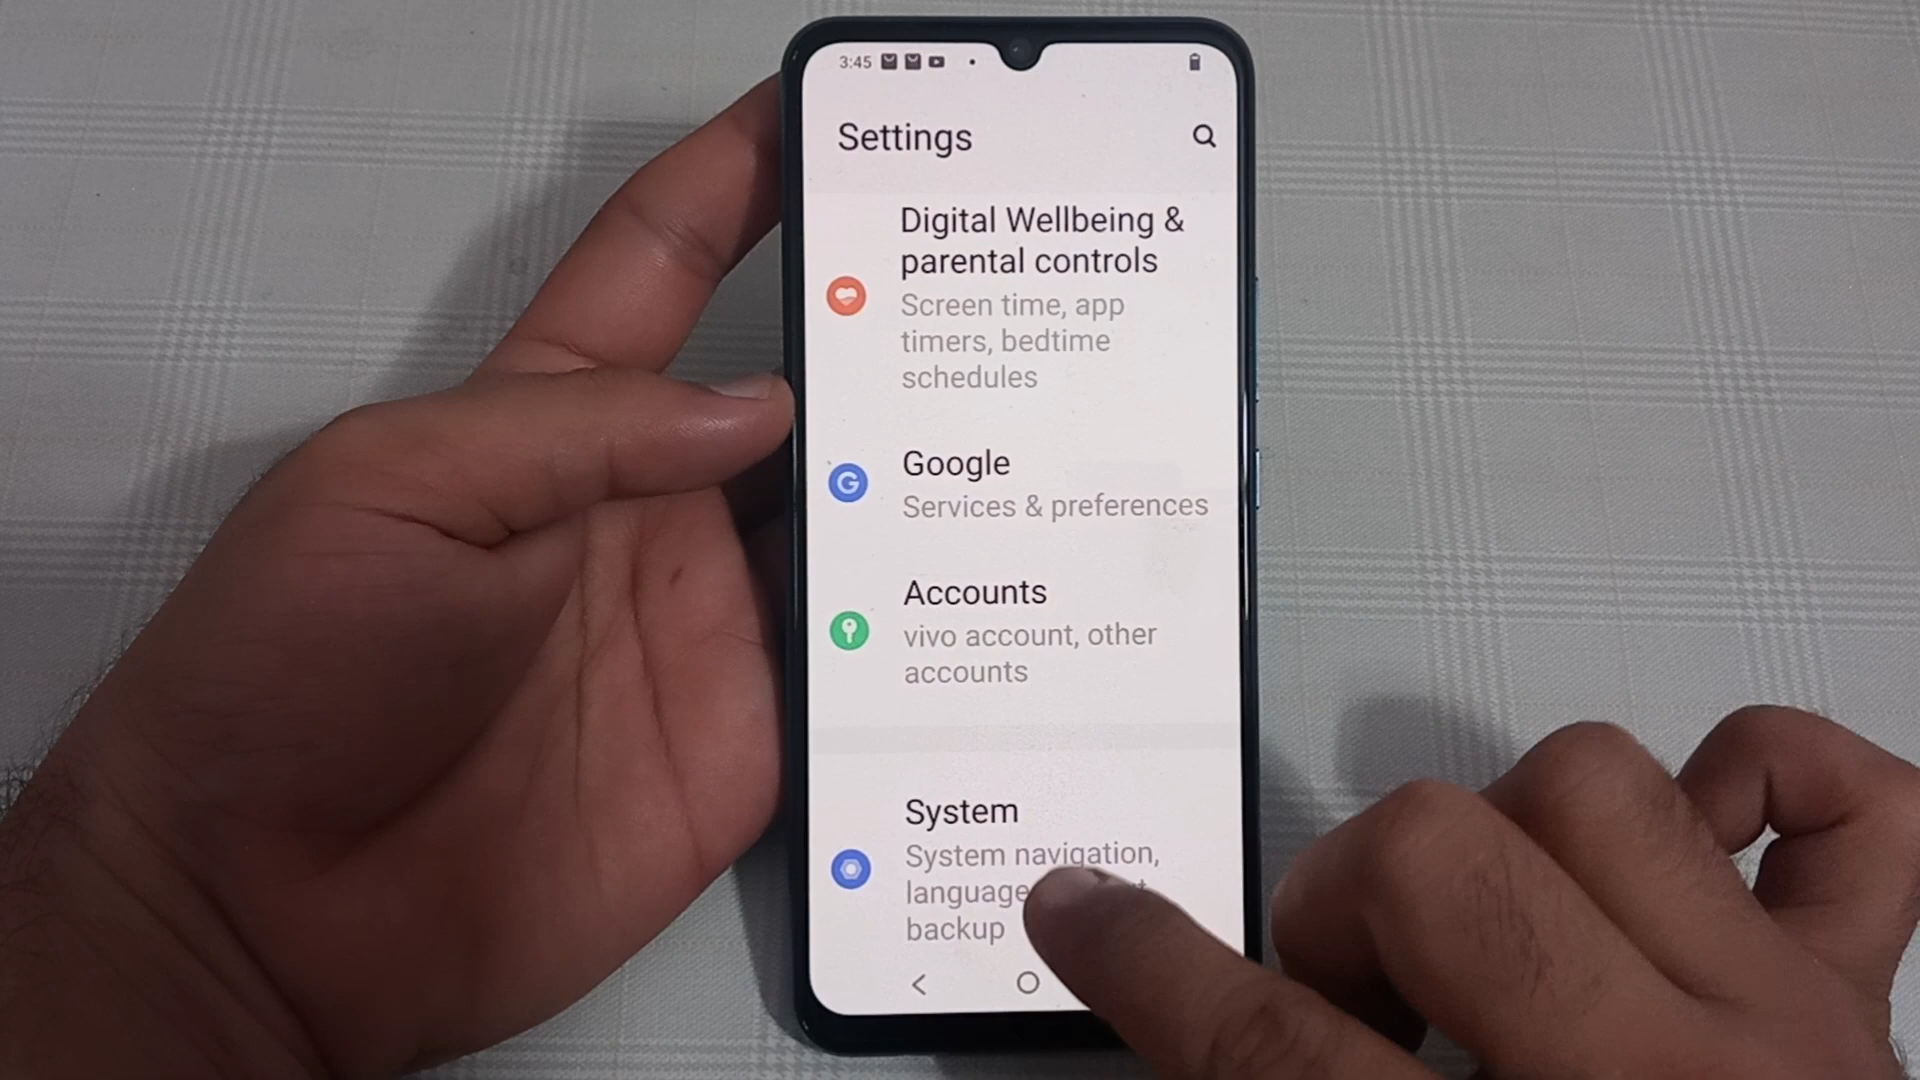 3:45
Settings
Digital Wellbeing &
parental controls
Screen time, app
timers, bedtime
schedules
G
Google
Services & preferences
Accounts
vivo account, other
accounts
System
System navigation,
language
backup